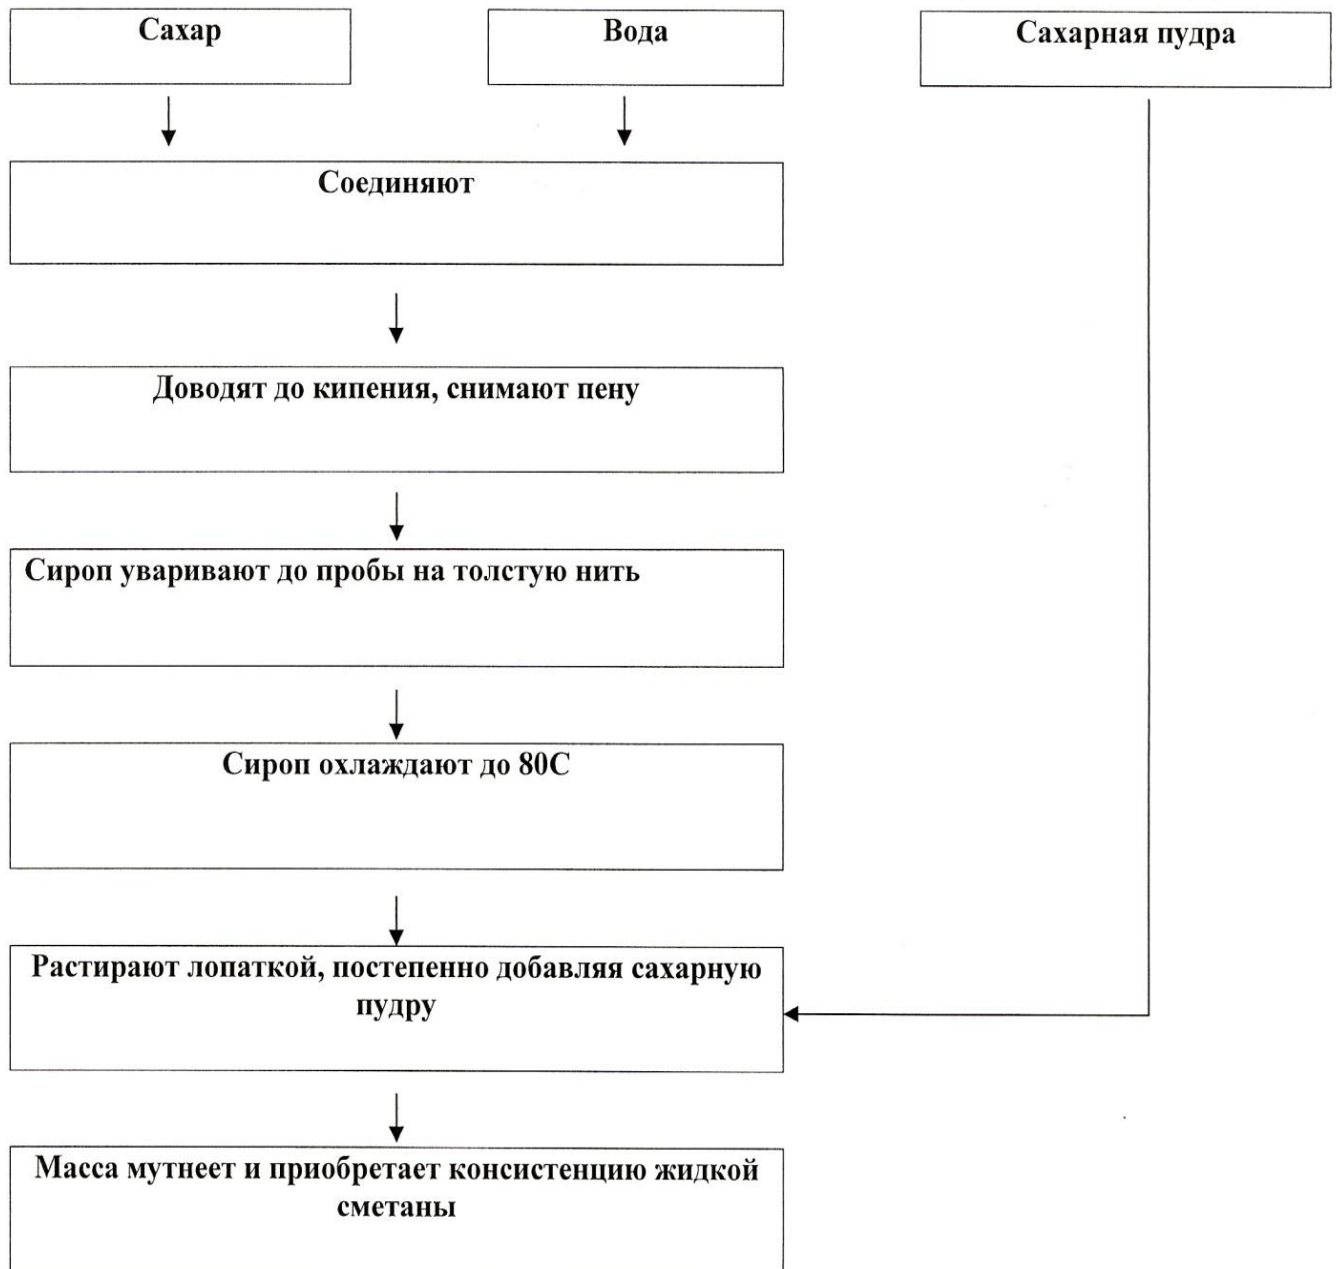 Сахар
Вода
Сахарная пудра
Соединяют
Доводят до кипения, снимают пену
Сироп уваривают до пробы на толстую нить
Сироп охлаждают до 80С
Растирают лопаткой, постепенно добавляя сахарную
пудру
Масса мутнеет и приобретает консистенцию жидкой
сметаны